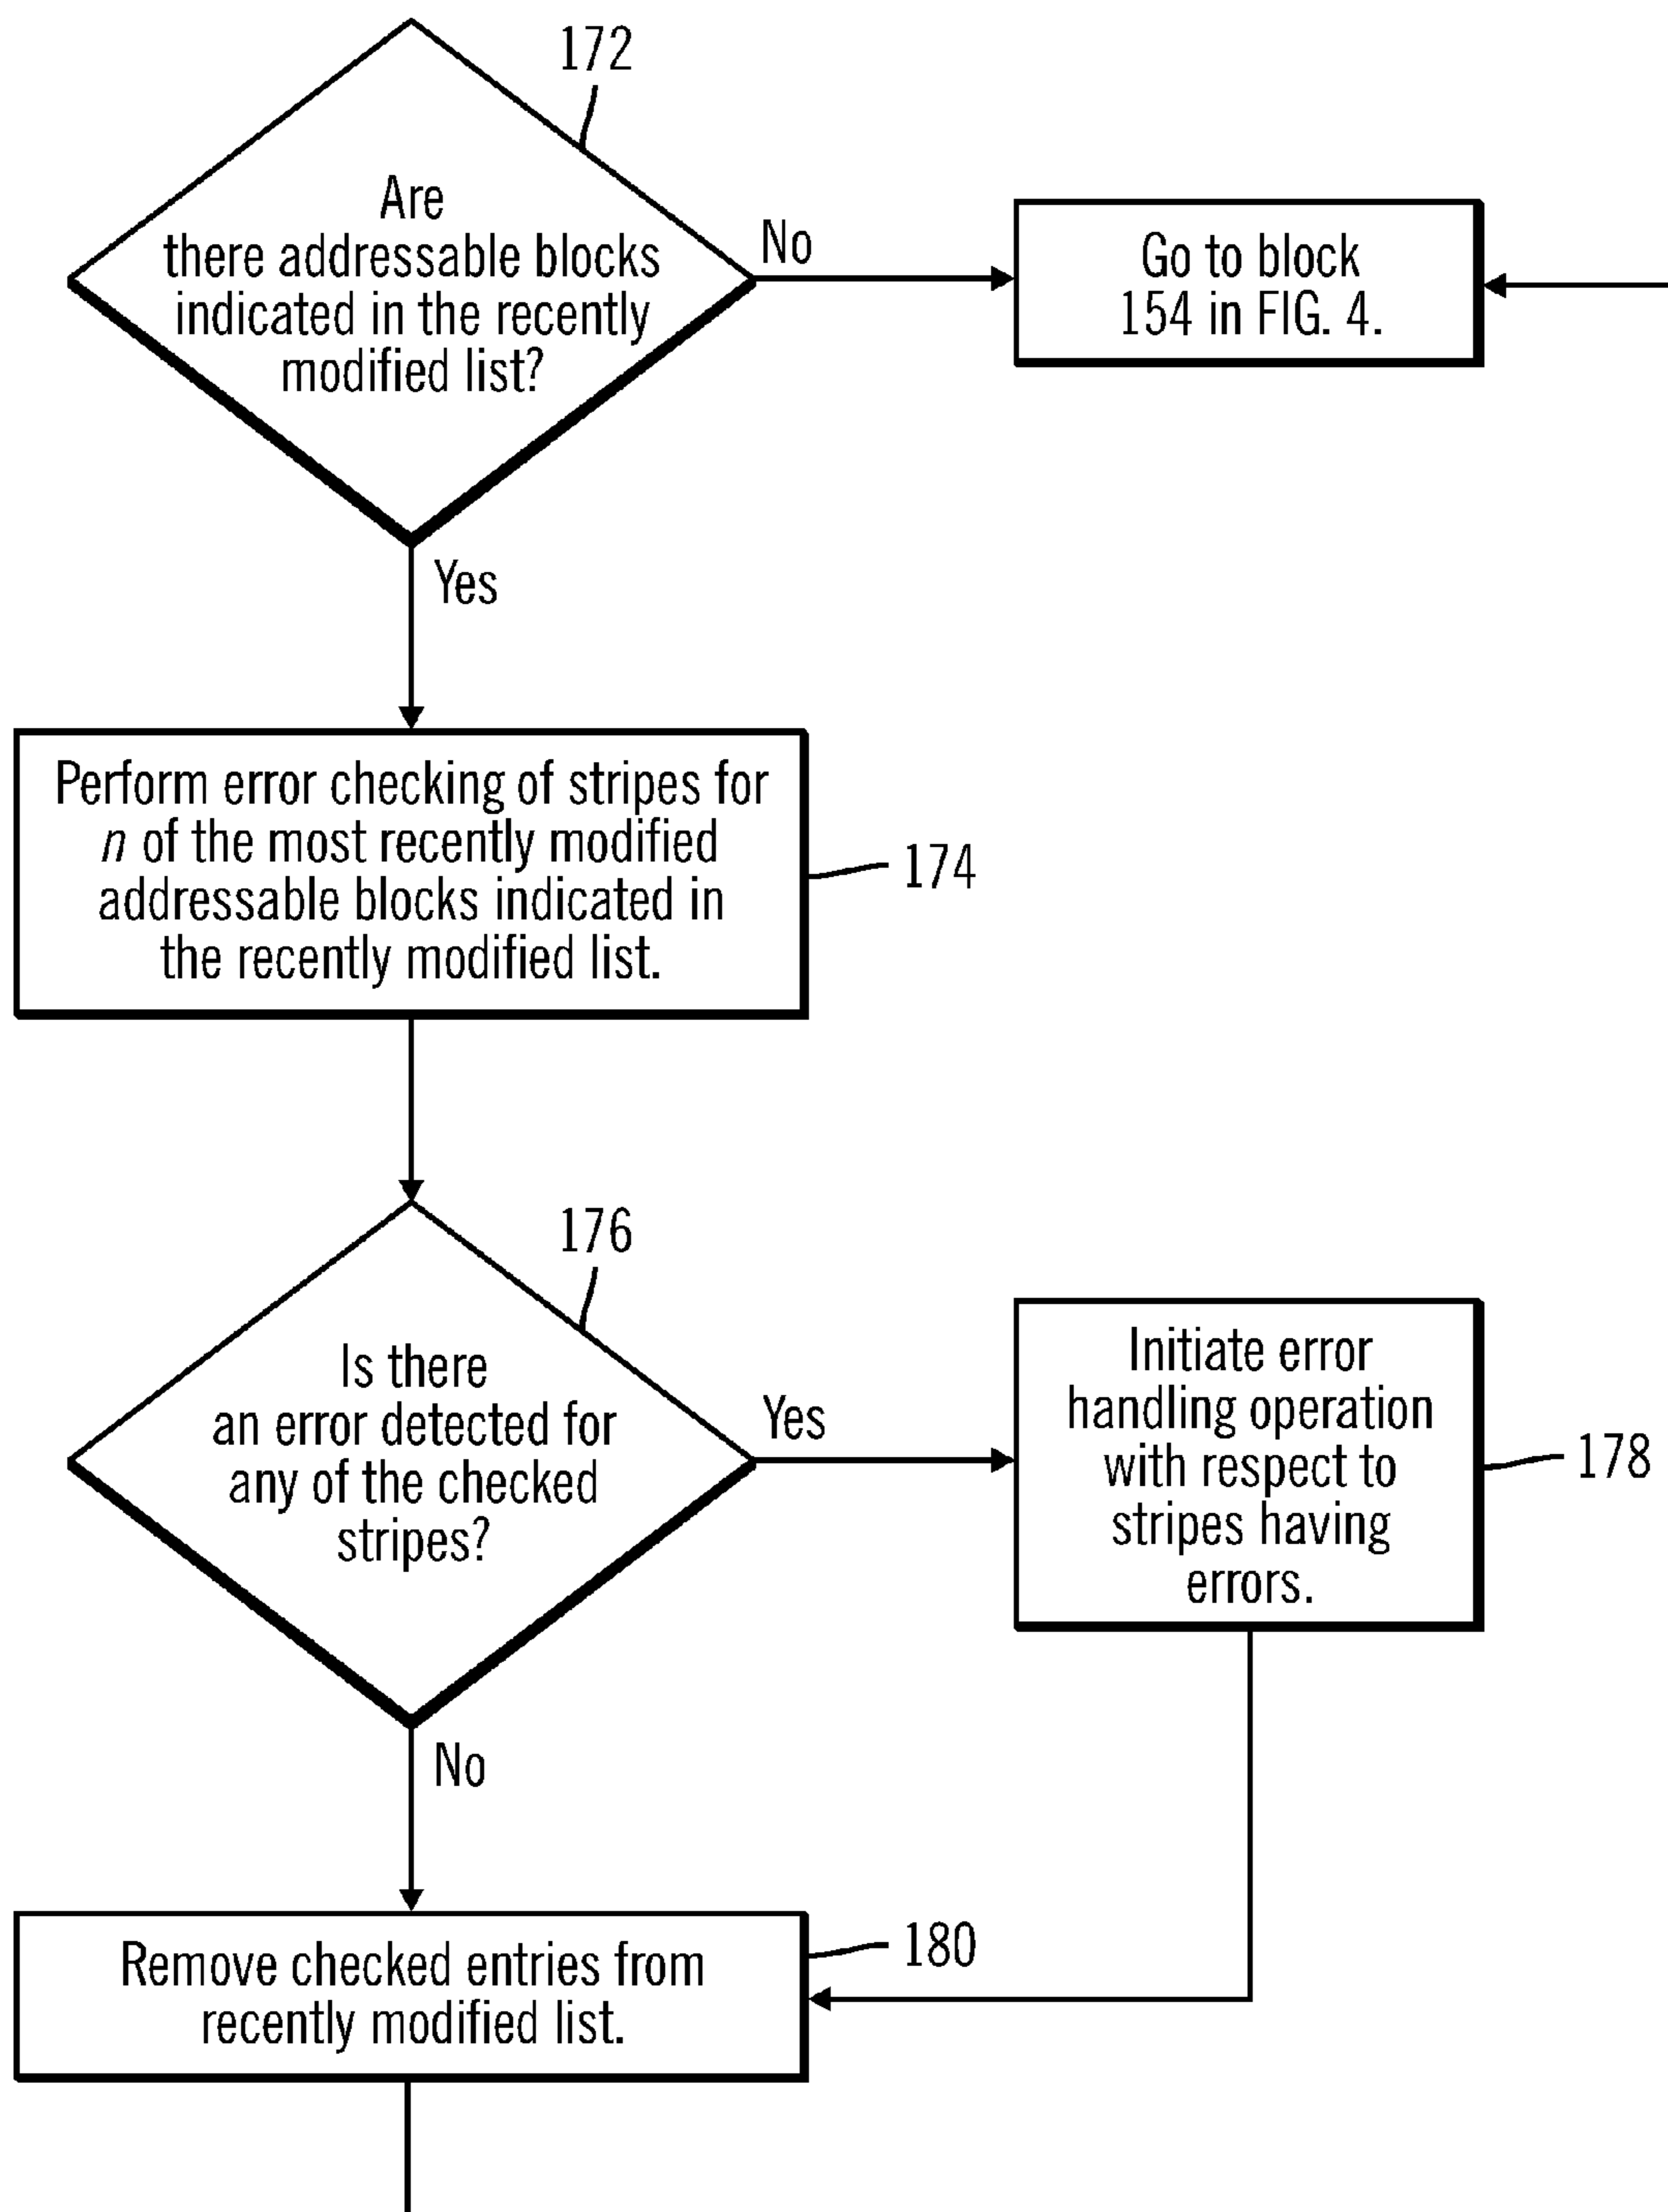 172
Are
there addressable blocks
indicated in the recently
modified list?
No
Go to block
154 in FIG. 4.
Yes
Perform error checking of stripes for
n of the most recently modified
addressable blocks indicated in
the recently modified list.
174
176
Is there
an error detected for
any of the checked
stripes?
Yes
Initiate error
handling operation
with respect to
stripes having
errors.
178
No
Remove checked entries from
recently modified list.
180